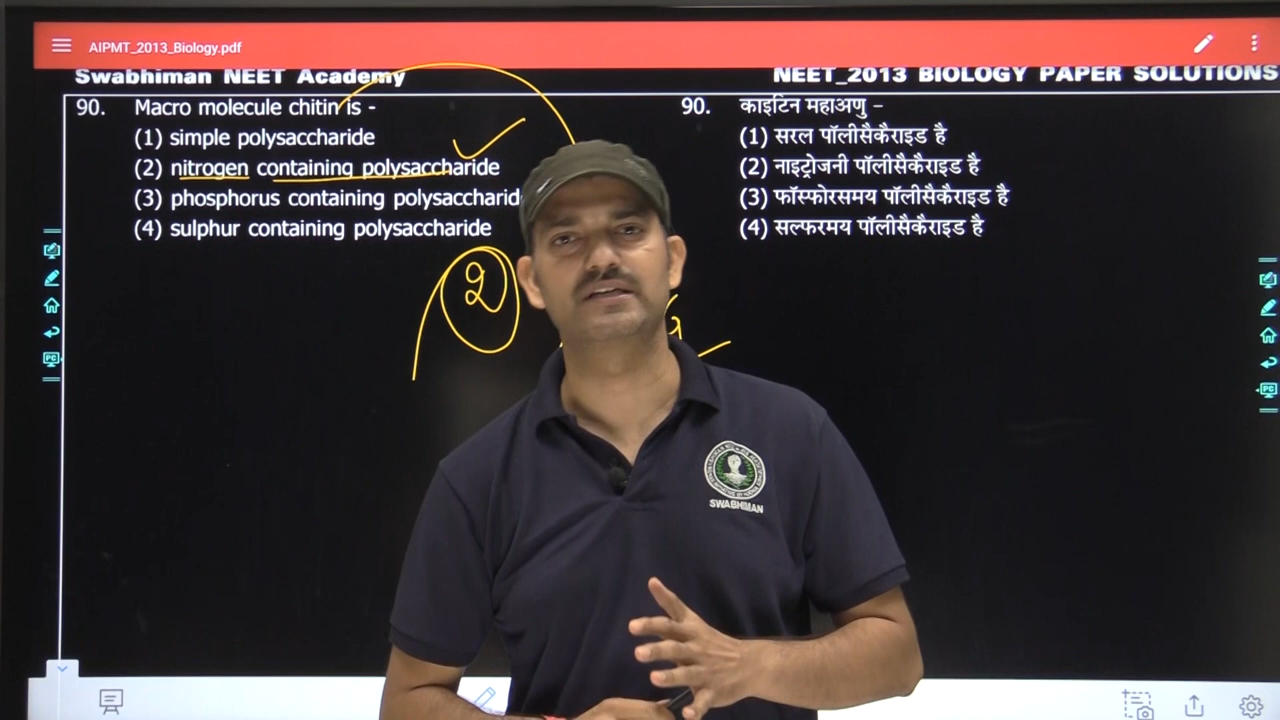 AIPMT_2013_Biology.pdf
Swabhiman NEET Academy
NEET_2013 BIOLOGY PAPER SOLUTIONS
90. Macro molecule chitin is -
(1) simple polysaccharide
(2) nitrogen containing polysaccharide
(3) phosphorus containing polysaccharid
(4) sulphur containing polysaccharide
2
90. काइटिन महाअणु –
(1) सरल पॉलीसैकैराइड है
(2) नाइट्रोजनी पॉलीसैकैराइड है
(3) फॉस्फोरसमय पॉलीसैकैराइड है
(4) सल्फरमय पॉलीसैकैराइड है
SWABHIMAN
PC
PC